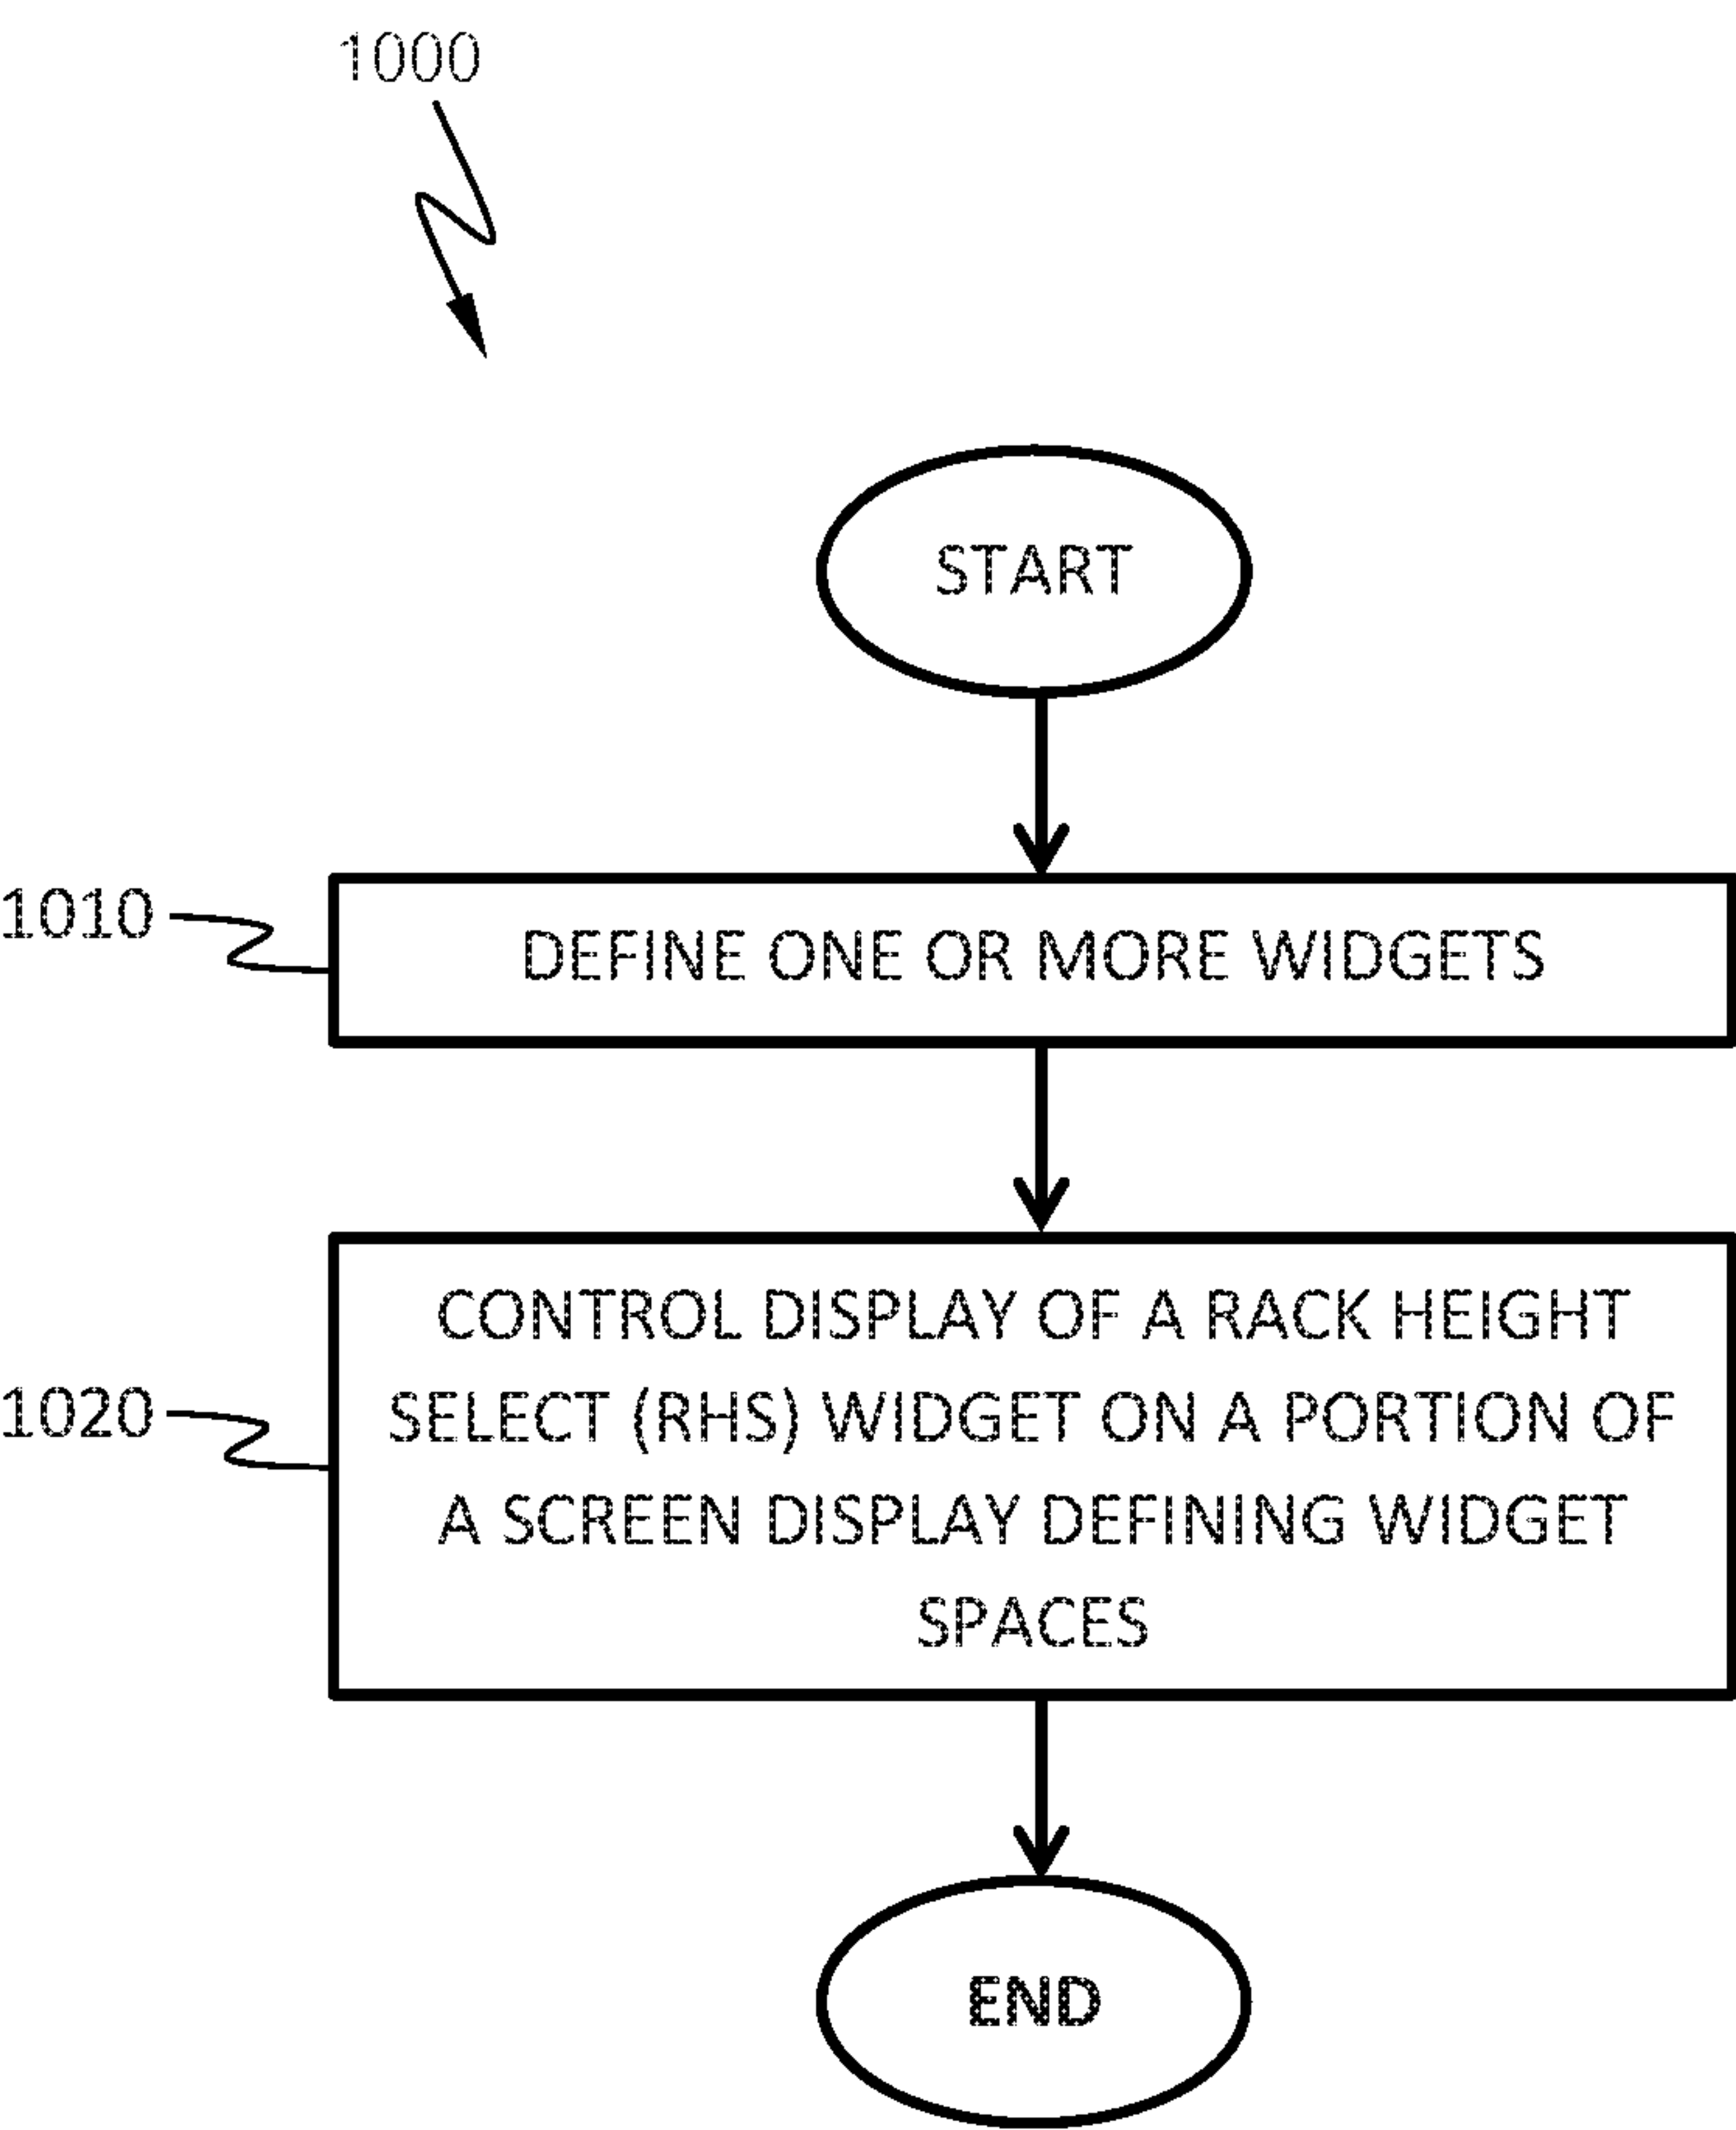 1000
START
1010
DEFINE ONE OR MORE WIDGETS
1020
CONTROL DISPLAY OF A RACK HEIGHT
SELECT (RHS) WIDGET ON A PORTION OF
A SCREEN DISPLAY DEFINING WIDGET
SPACES
END